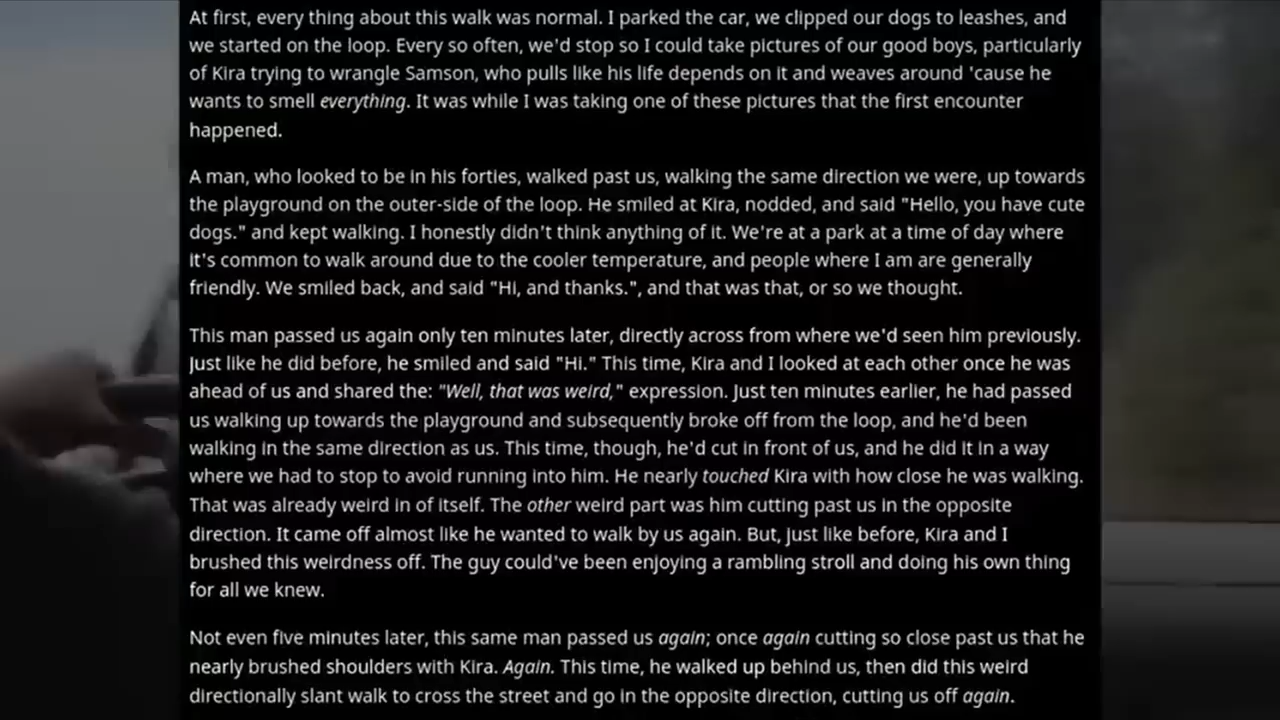 At first, every thing about this walk was normal. I parked the car, we clipped our dogs to leashes, and
we started on the loop. Every so often, we'd stop so I could take pictures of our good boys, particularly
of Kira trying to wrangle Samson, who pulls like his life depends on it and weaves around 'cause he
wants to smell everything. It was while I was taking one of these pictures that the first encounter
happened.
A man, who looked to be in his forties, walked past us, walking the same direction we were, up towards
the playground on the outer-side of the loop. He smiled at Kira, nodded, and said "Hello, you have cute
dogs." and kept walking. I honestly didn't think anything of it. We're at a park at a time of day where
it's common to walk around due to the cooler temperature, and people where I am are generally
friendly. We smiled back, and said "Hi, and thanks.", and that was that, or so we thought.
This man passed us again only ten minutes later, directly across from where we'd seen him previously.
Just like he did before, he smiled and said "Hi." This time, Kira and I looked at each other once he was
ahead of us and shared the: "Well, that was weird," expression. Just ten minutes earlier, he had passed
us walking up towards the playground and subsequently broke off from the loop, and he'd been
walking in the same direction as us. This time, though, he'd cut in front of us, and he did it in a way
where we had to stop to avoid running into him. He nearly touched Kira with how close he was walking.
That was already weird in of itself. The other weird part was him cutting past us in the opposite
direction. It came off almost like he wanted to walk by us again. But, just like before, Kira and I
brushed this weirdness off. The guy could've been enjoying a rambling stroll and doing his own thing
for all we knew.
Not even five minutes later, this same man passed us again; once again cutting so close past us that he
nearly brushed shoulders with Kira. Again. This time, he walked up behind us, then did this weird
directionally slant walk to cross the street and go in the opposite direction, cutting us off again.